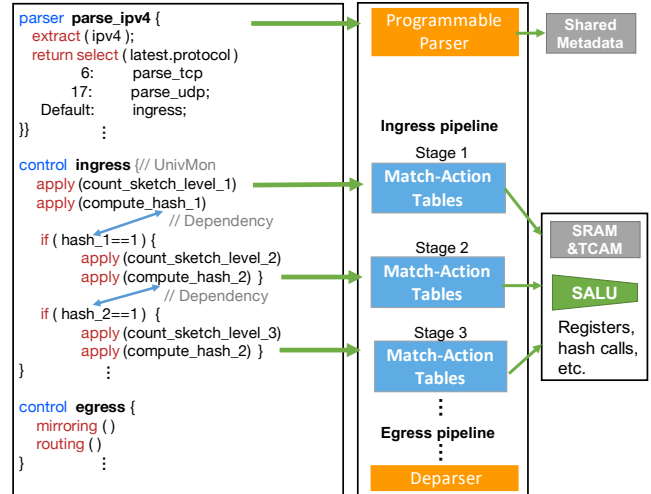 parser parse_ipv4 {
extract ( ipv4 );
return select ( latest.protocol )
6: parse_tcp
17: parse_udp;
Default: ingress;
}} ⋮
control ingress {// UnivMon
apply (count_sketch_level_1)
apply (compute_hash_1)
// Dependency
if ( hash_1==1 ) {
apply (count_sketch_level_2)
apply (compute_hash_2) }
// Dependency
if ( hash_2==1 ) {
apply (count_sketch_level_3)
apply (compute_hash_2) }
} ⋮
control egress {
mirroring ( )
routing ( )
} ⋮
Programmable
Parser
Ingress pipeline
Stage 1
Match-Action
Tables
Stage 2
Match-Action
Tables
Stage 3
Match-Action
Tables
⋮
Egress pipeline
⋮
Deparser
Shared
Metadata
SRAM
&TCAM
SALU
Registers,
hash calls,
etc.